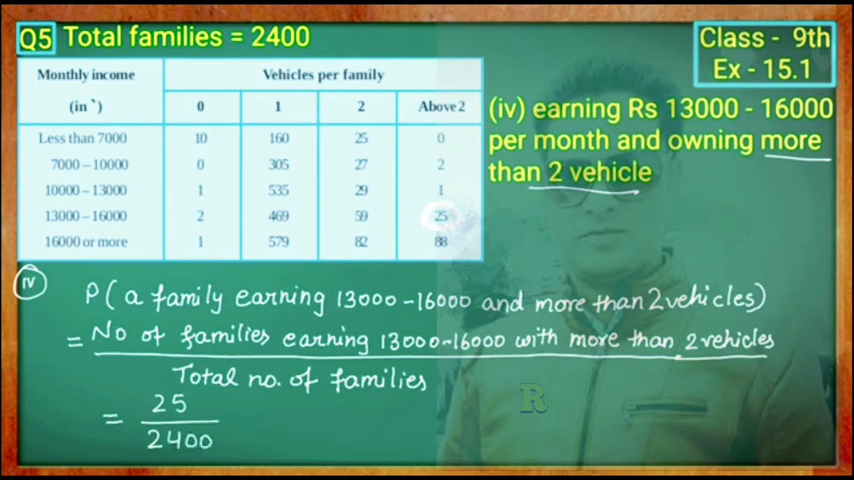 Q5 Total families = 2400
Class - 9th
Ex - 15.1
Monthly income (in `) Vehicles per family
0 1 2 Above 2
Less than 7000 10 160 25 0
7000 – 10000 0 305 27 2
10000 – 13000 1 535 29 1
13000 – 16000 2 469 59 25
16000 or more 1 579 82 88
(iv) earning Rs 13000 - 16000
per month and owning more
than 2 vehicle
IV
P( a family earning 13000-16000 and more than 2 vehicles)
= No of families earning 13000-16000 with more than 2 vehicles
Total no. of families
= 25
2400
R